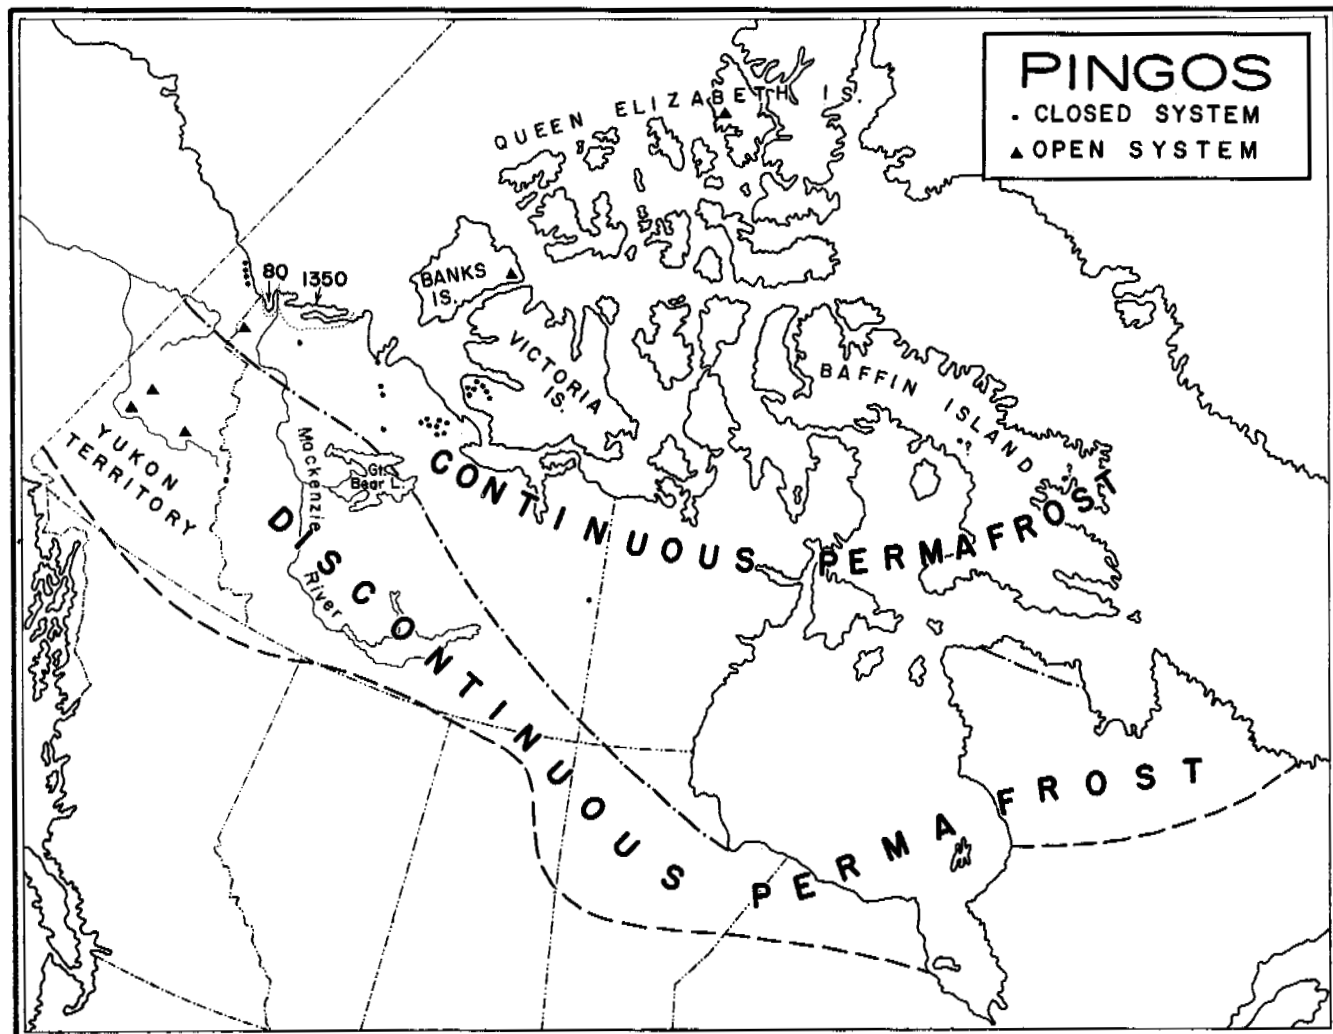 PINGOS
CLOSED SYSTEM
OPEN SYSTEM
QUEEN ELIZABETH IS.
80
1350
BANKS
IS.
VICTORIA
IS.
BAFFIN ISLAND
YUKON
TERRITORY
Mackenzie
River
Gt.
Bear L.
CONTINUOUS PERMAFROST
DISCONTINUOUS PERMAFROST